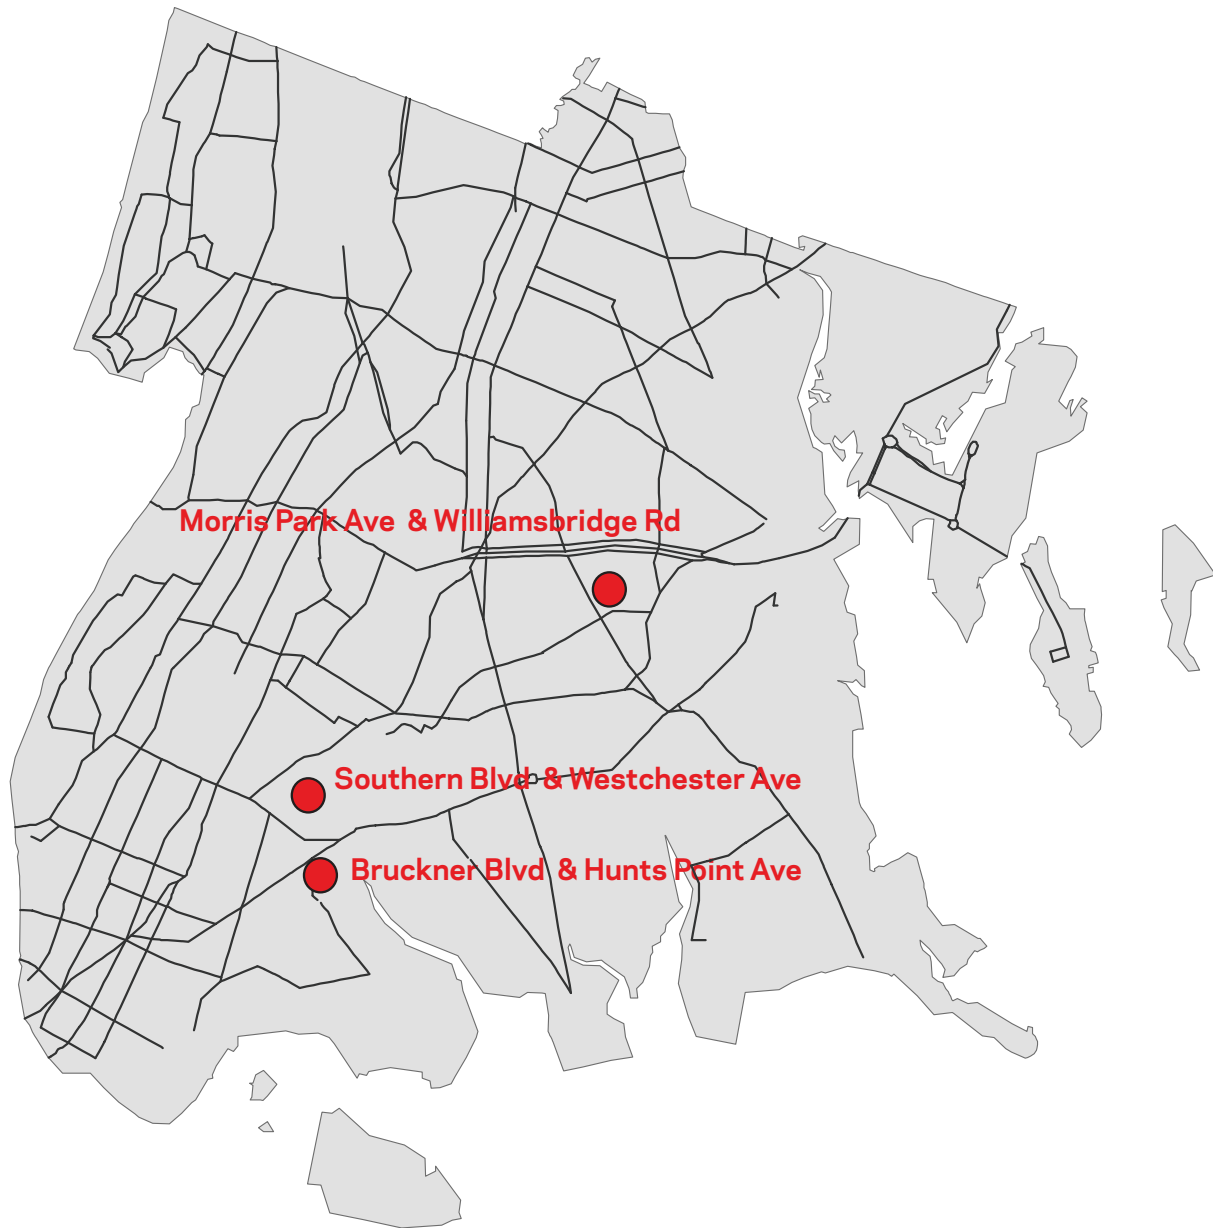 Morris Park Ave & Williamsbridge Rd
Southern Blvd & Westchester Ave
Bruckner Blvd & Hunts Point Ave